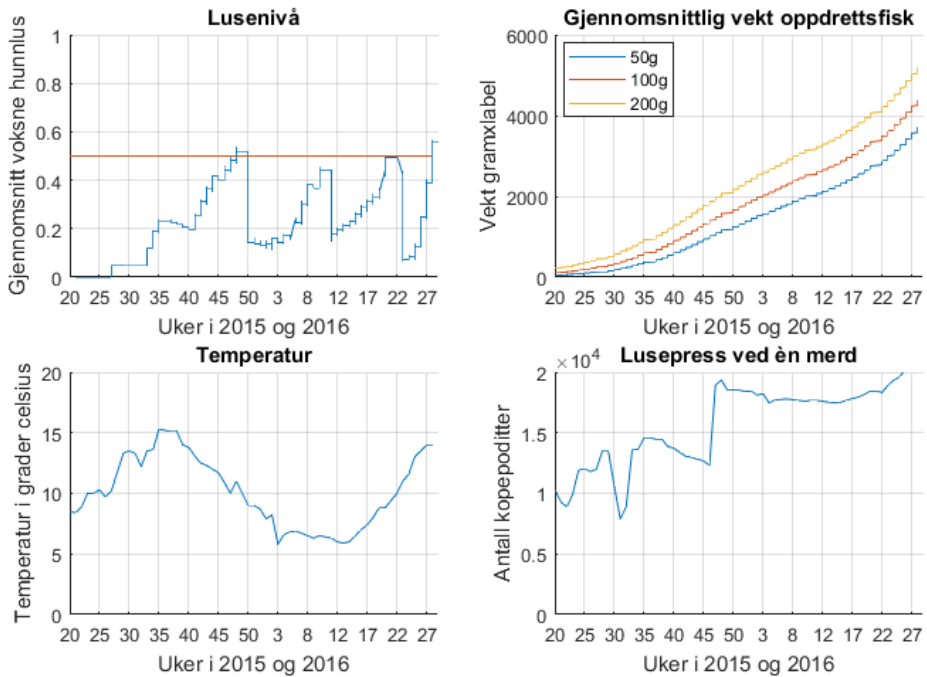 Lusenivå
Gjennomsnitt voksne hunnlus
1
0.8
0.6
0.4
0.2
0
20 25 30 35 40 45 50 3 8 12 17 22 27
Uker i 2015 og 2016
Gjennomsnittlig vekt oppdrettsfisk
Vekt gramxlabel
6000
4000
2000
0
50g
100g
200g
20 25 30 35 40 45 50 3 8 12 17 22 27
Uker i 2015 og 2016
Temperatur
Temperatur i grader celsius
20
15
10
5
0
20 25 30 35 40 45 50 3 8 12 17 22 27
Uker i 2015 og 2016
Lusepress ved èn merd
Antall kopepoditter
× 10⁴
2
1.5
1
0.5
0
20 25 30 35 40 45 50 3 8 12 17 22 27
Uker i 2015 og 2016